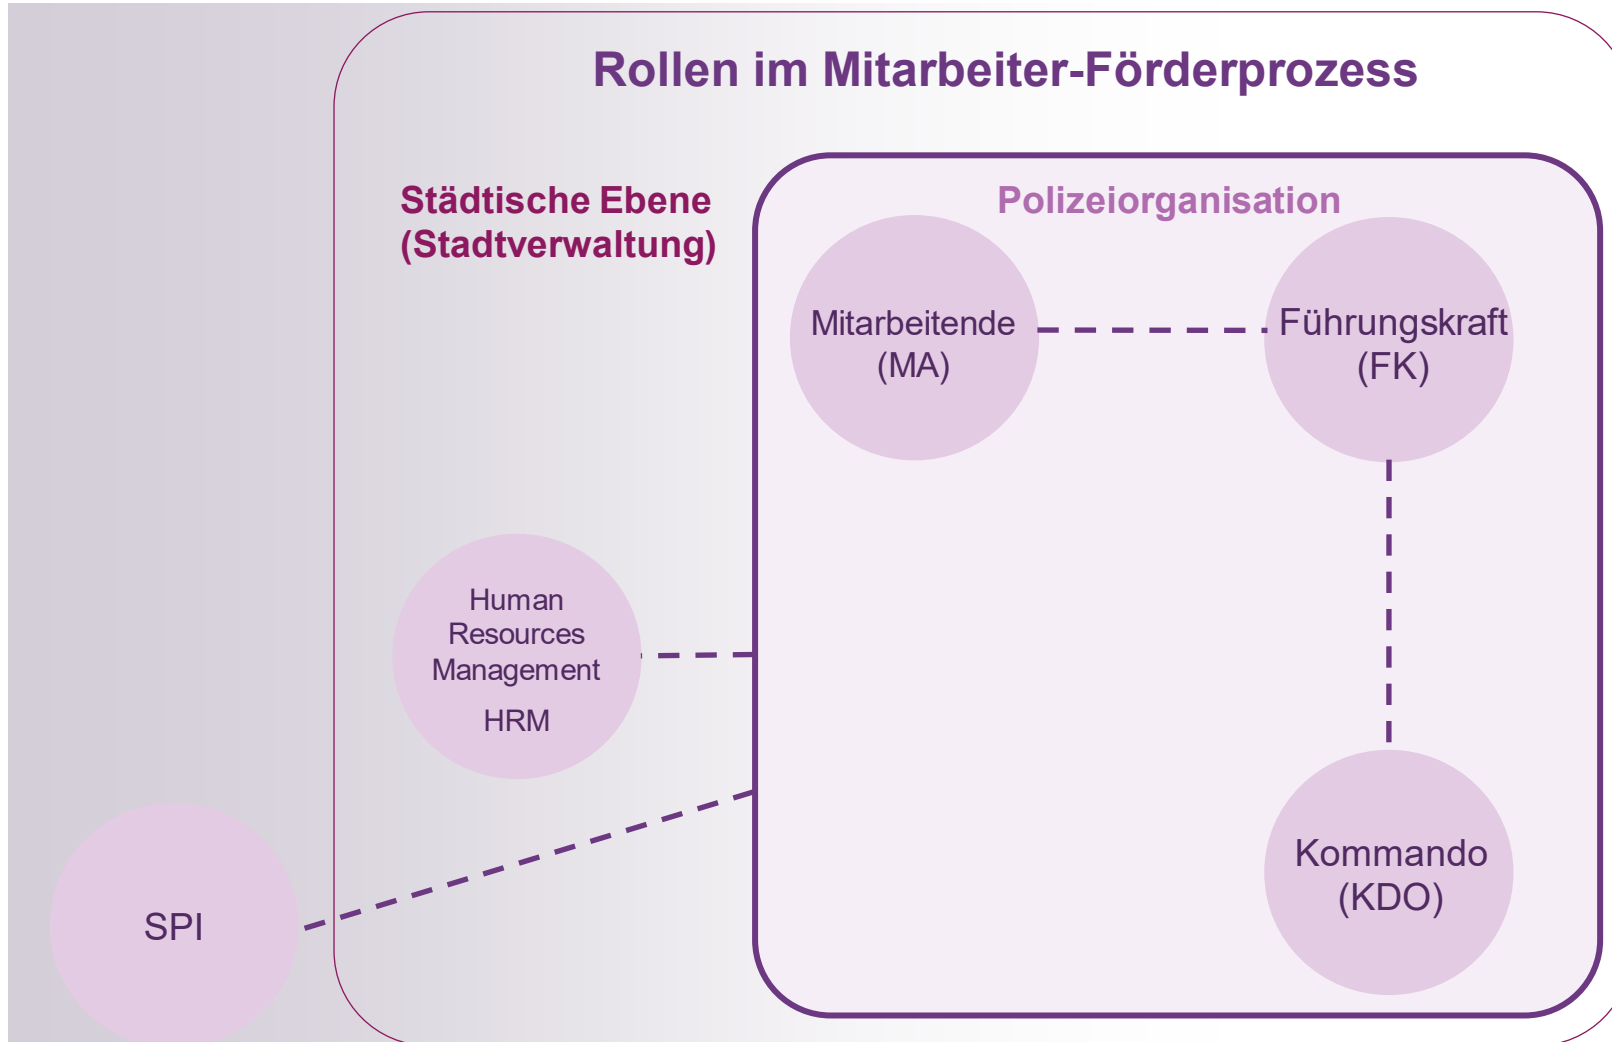 Rollen im Mitarbeiter-Förderprozess
Städtische Ebene
(Stadtverwaltung)
Polizeiorganisation
Mitarbeitende
(MA)
Führungskraft
(FK)
Human
Resources
Management
HRM
Kommando
(KDO)
SPI